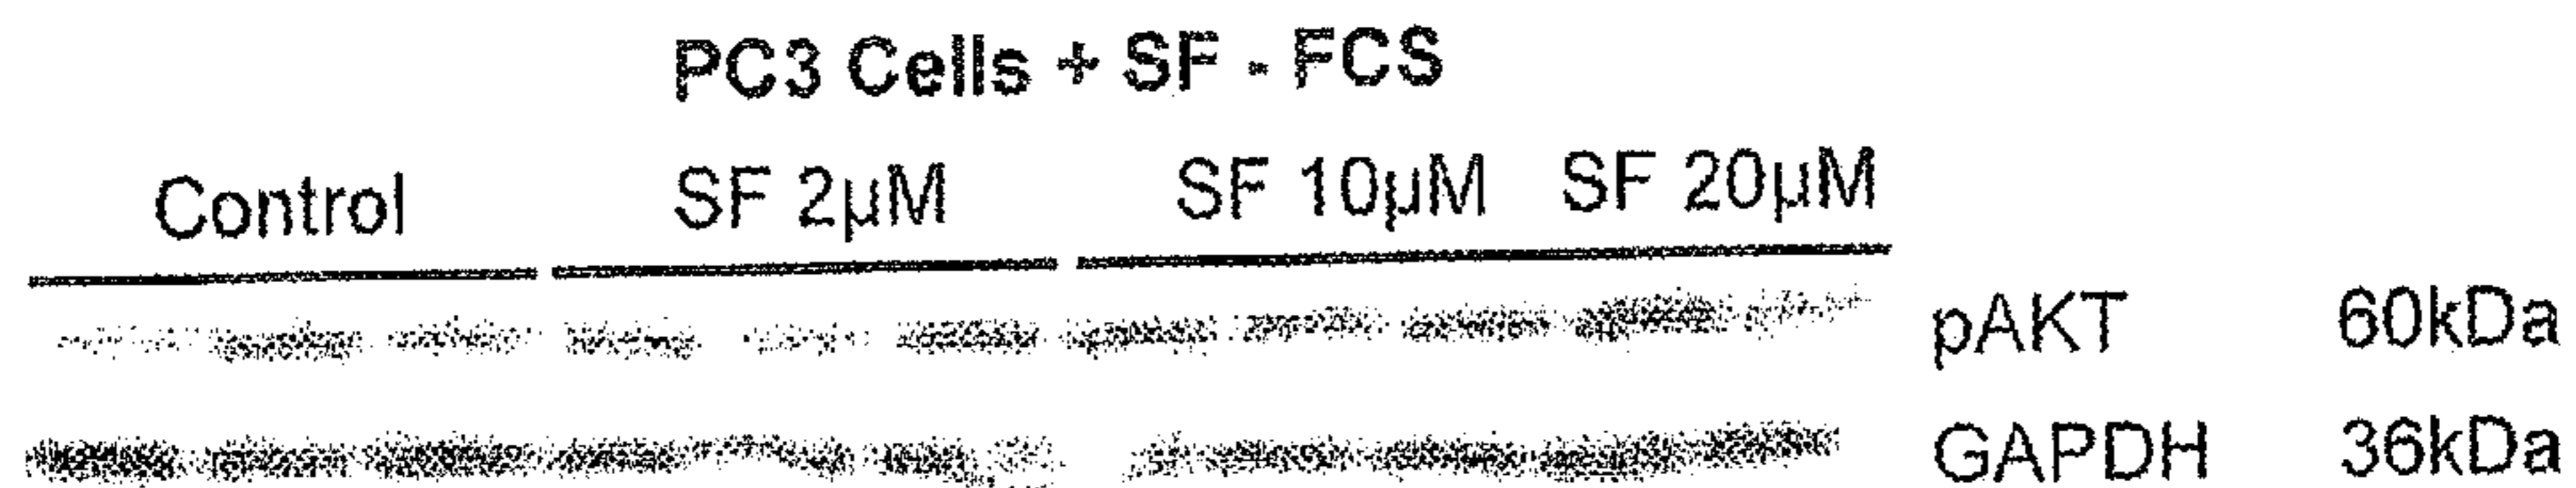 PC3 Cells + SF - FCS
Control SF 2µM SF 10µM SF 20µM
pAKT 60kDa
GAPDH 36kDa